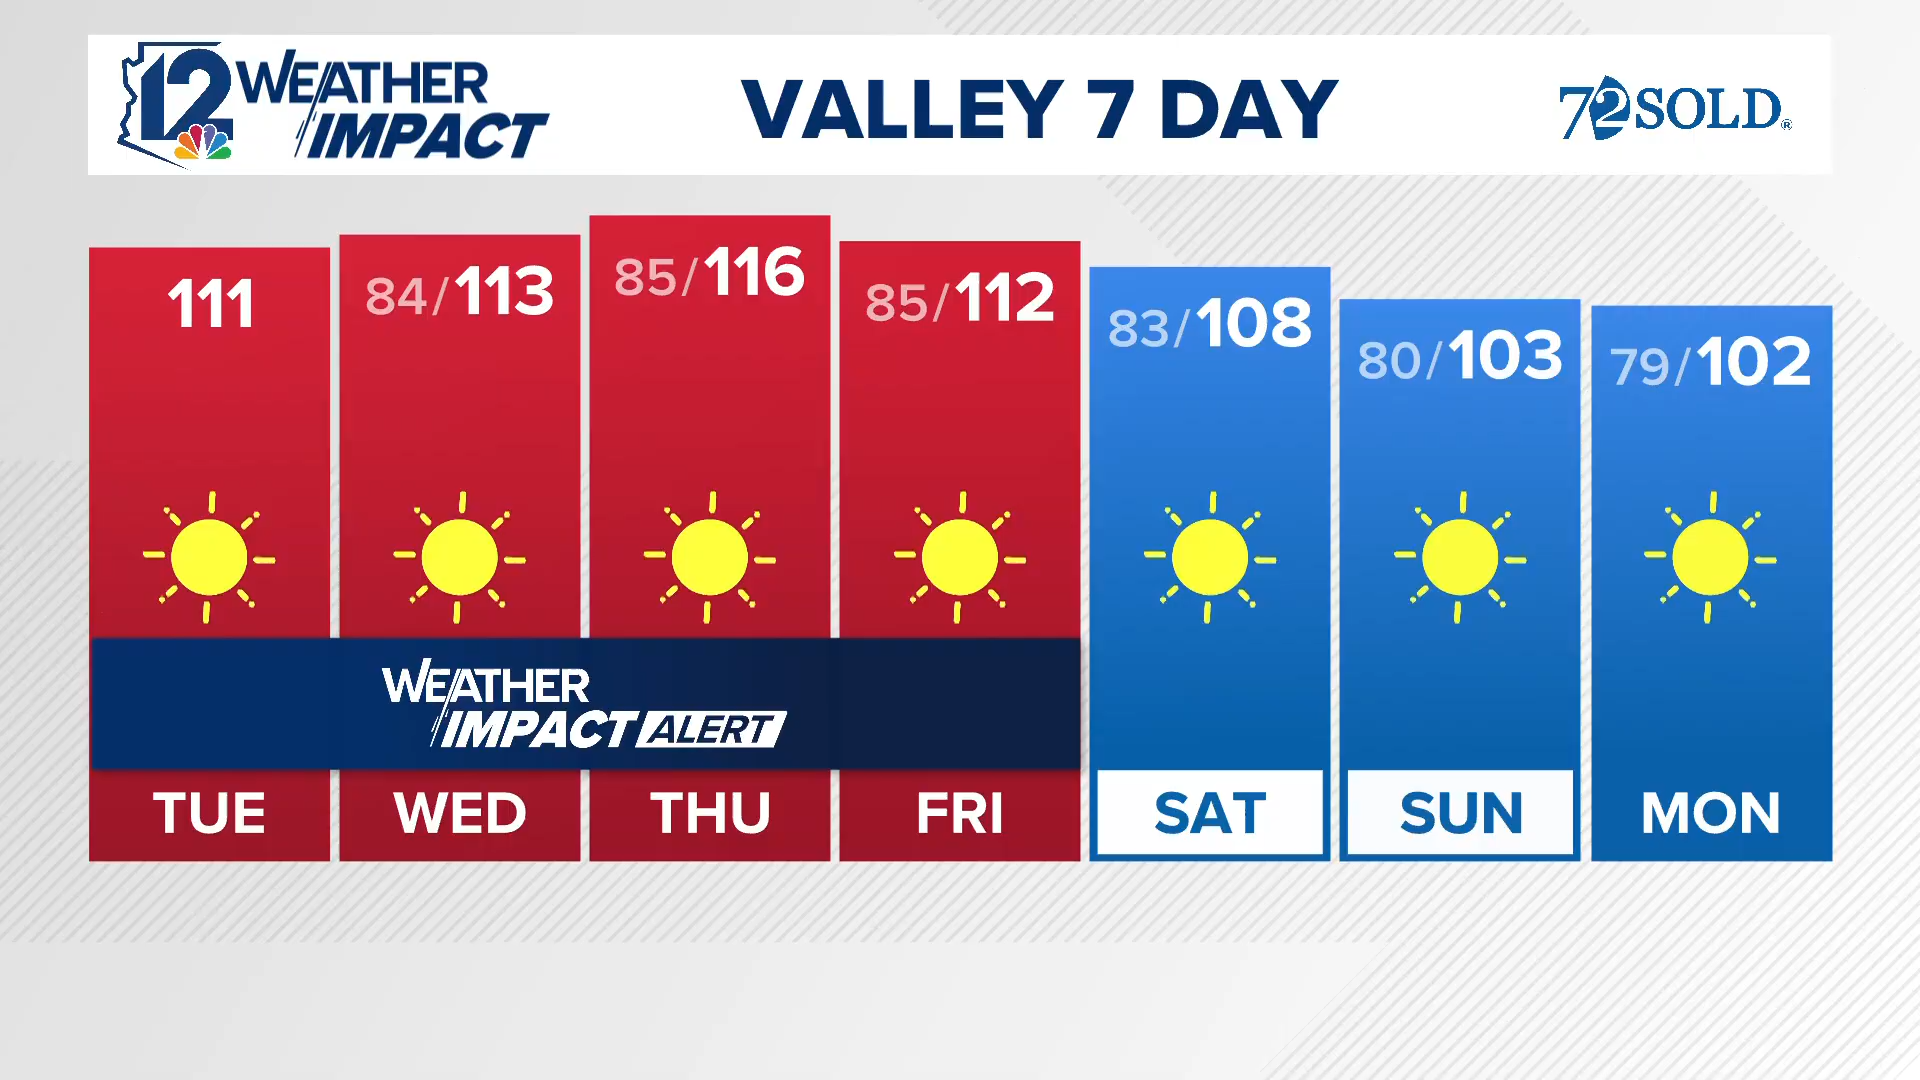 12 WEATHER
IMPACT
VALLEY 7 DAY
72SOLD®
111
84/113
85/116
85/112
83/108
80/103
79/102
WEATHER
IMPACT ALERT
TUE
WED
THU
FRI
SAT
SUN
MON